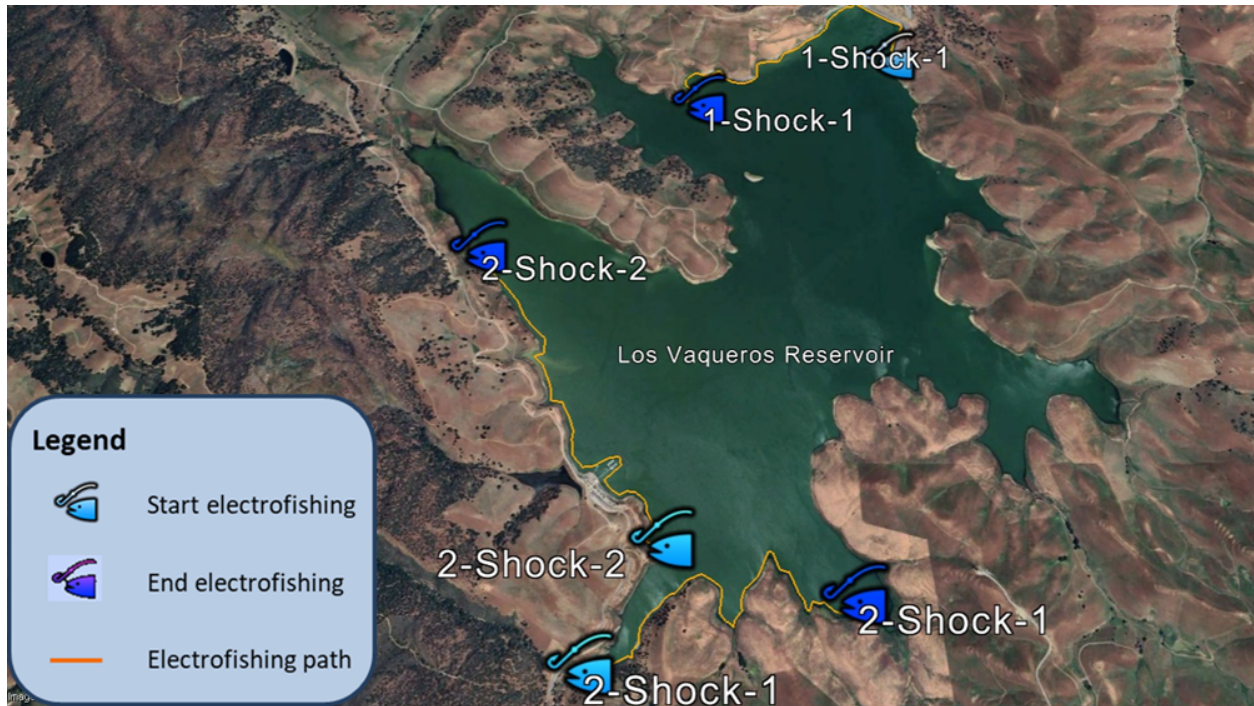 1-Shock-1
1-Shock-1
2-Shock-2
Los Vaqueros Reservoir
Legend
Start electrofishing
2-Shock-2
End electrofishing
2-Shock-1
Electrofishing path
2-Shock-1